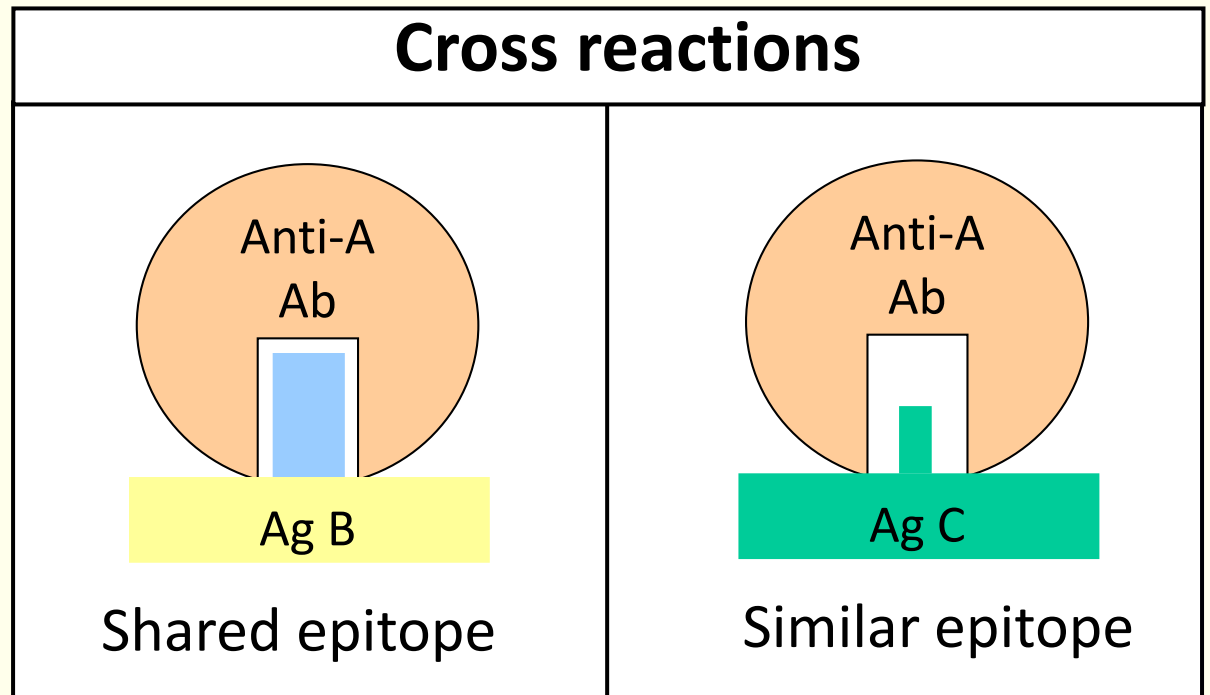 Cross reactions
Anti-A
Ab
Ag B
Shared epitope
Anti-A
Ab
Ag C
Similar epitope